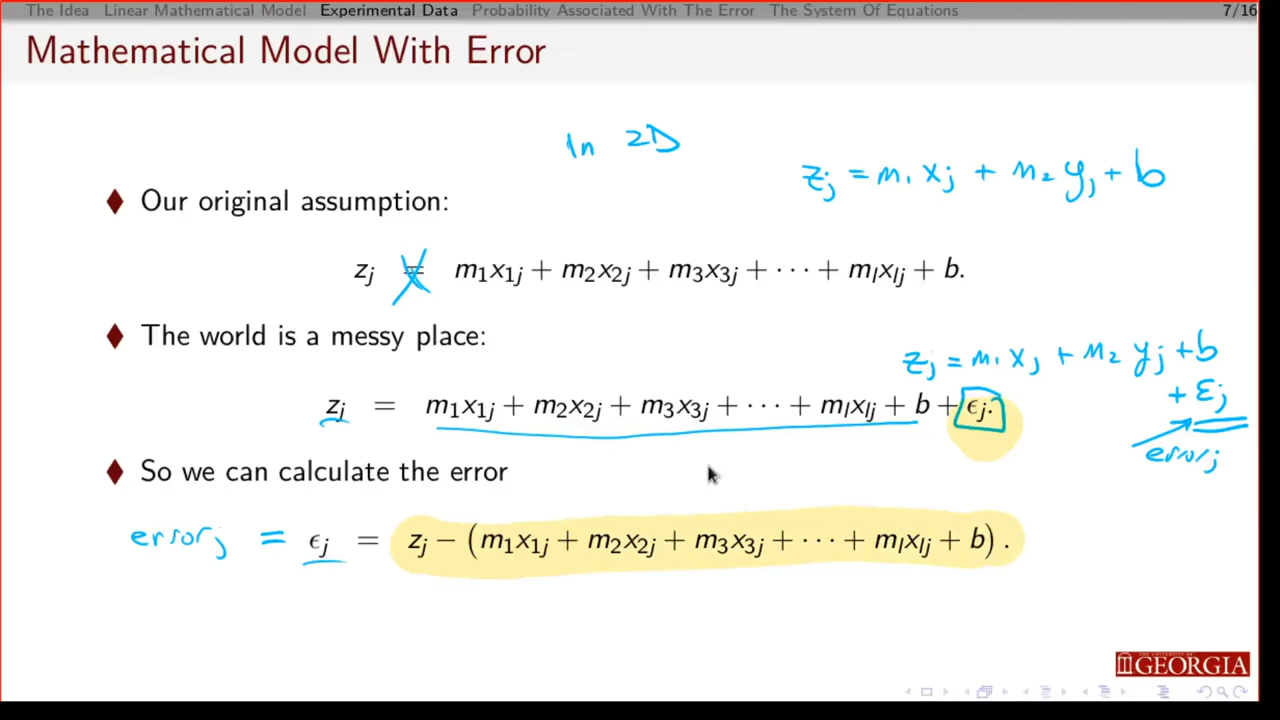 The Idea Linear Mathematical Model Experimental Data Probability Associated With The Error The System Of Equations 7/16
Mathematical Model With Error
In 2D
zⱼ = m₁ xⱼ + m₂ yⱼ + b
Our original assumption:
zⱼ = m₁x₁ⱼ + m₂x₂ⱼ + m₃x₃ⱼ + ··· + mₗxₗⱼ + b.
The world is a messy place:
zⱼ = m₁ xⱼ + m₂ yⱼ + b
+ εⱼ
zⱼ = m₁x₁ⱼ + m₂x₂ⱼ + m₃x₃ⱼ + ··· + mₗxₗⱼ + b + ϵⱼ.
errorⱼ
So we can calculate the error
errorⱼ = ϵⱼ = zⱼ − (m₁x₁ⱼ + m₂x₂ⱼ + m₃x₃ⱼ + ··· + mₗxₗⱼ + b).
GEORGIA